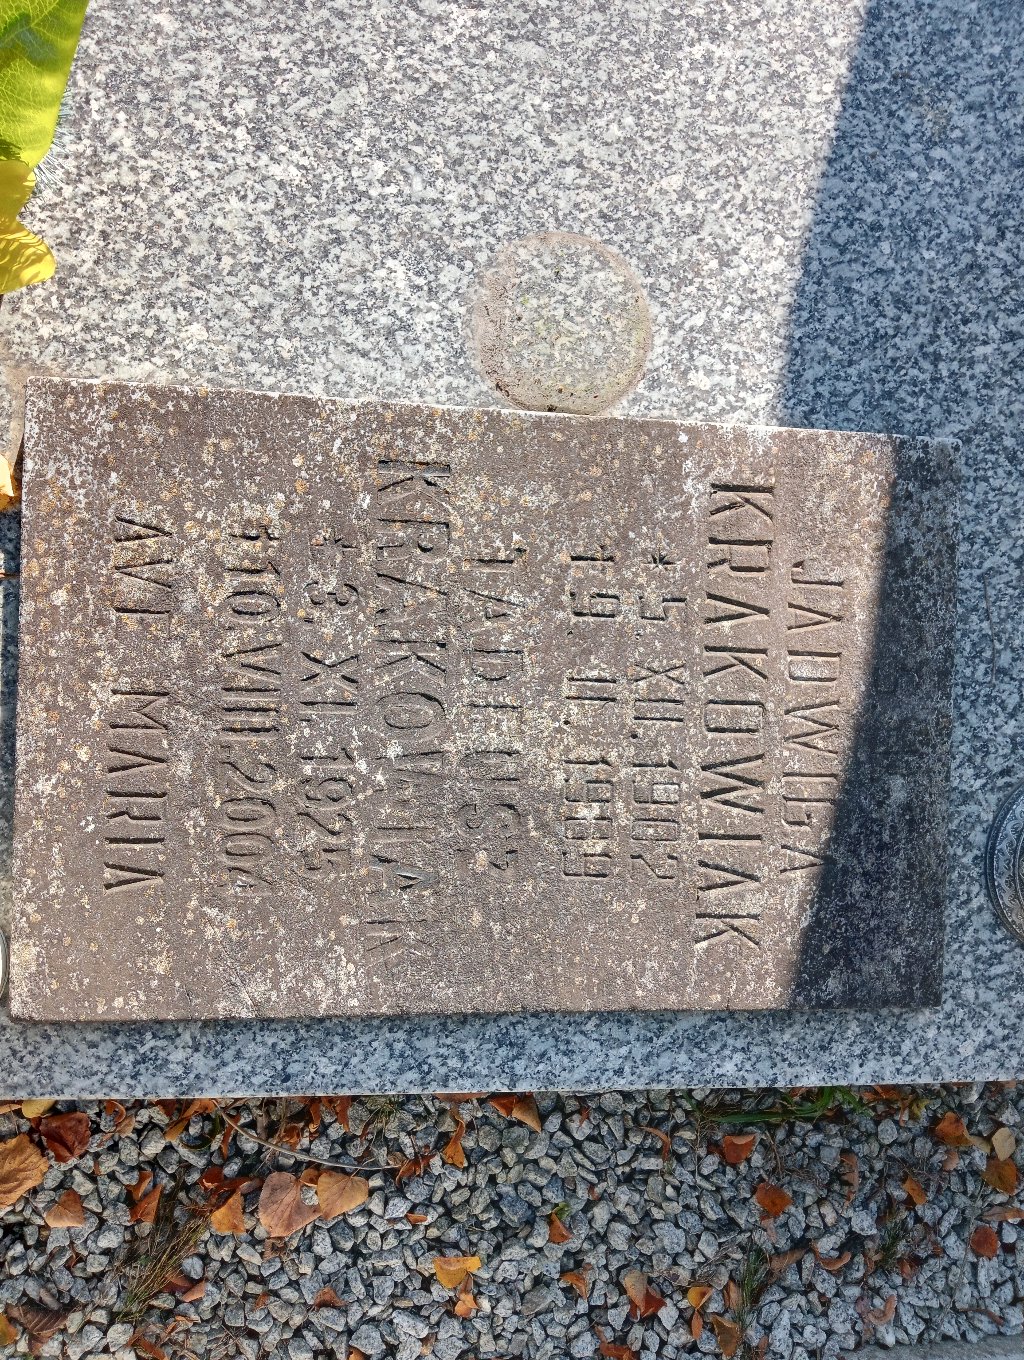 JADWIGA
KRAKOWIAK
* 5 XII.1902
† 9 II 1989
TADEUSZ
KRAKOWIAK
* 3 XI.1925
† 10 VIII.2004
AVE MARIA